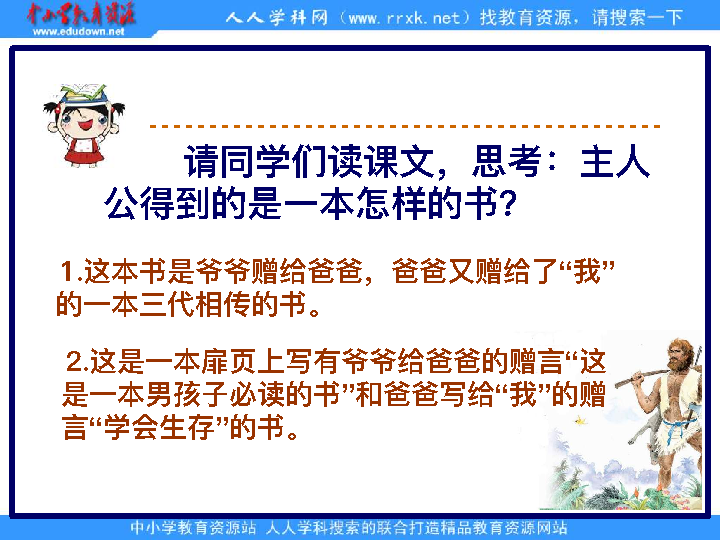 中小学教育资源
www.edudown.net
人人学科网（www.rrxk.net）找教育资源，请搜索一下
请同学们读课文，思考：主人
公得到的是一本怎样的书？
1.这本书是爷爷赠给爸爸，爸爸又赠给了“我”
的一本三代相传的书。
2.这是一本扉页上写有爷爷给爸爸的赠言“这
是一本男孩子必读的书”和爸爸写给“我”的赠
言“学会生存”的书。
中小学教育资源站 人人学科搜索的联合打造精品教育资源网站